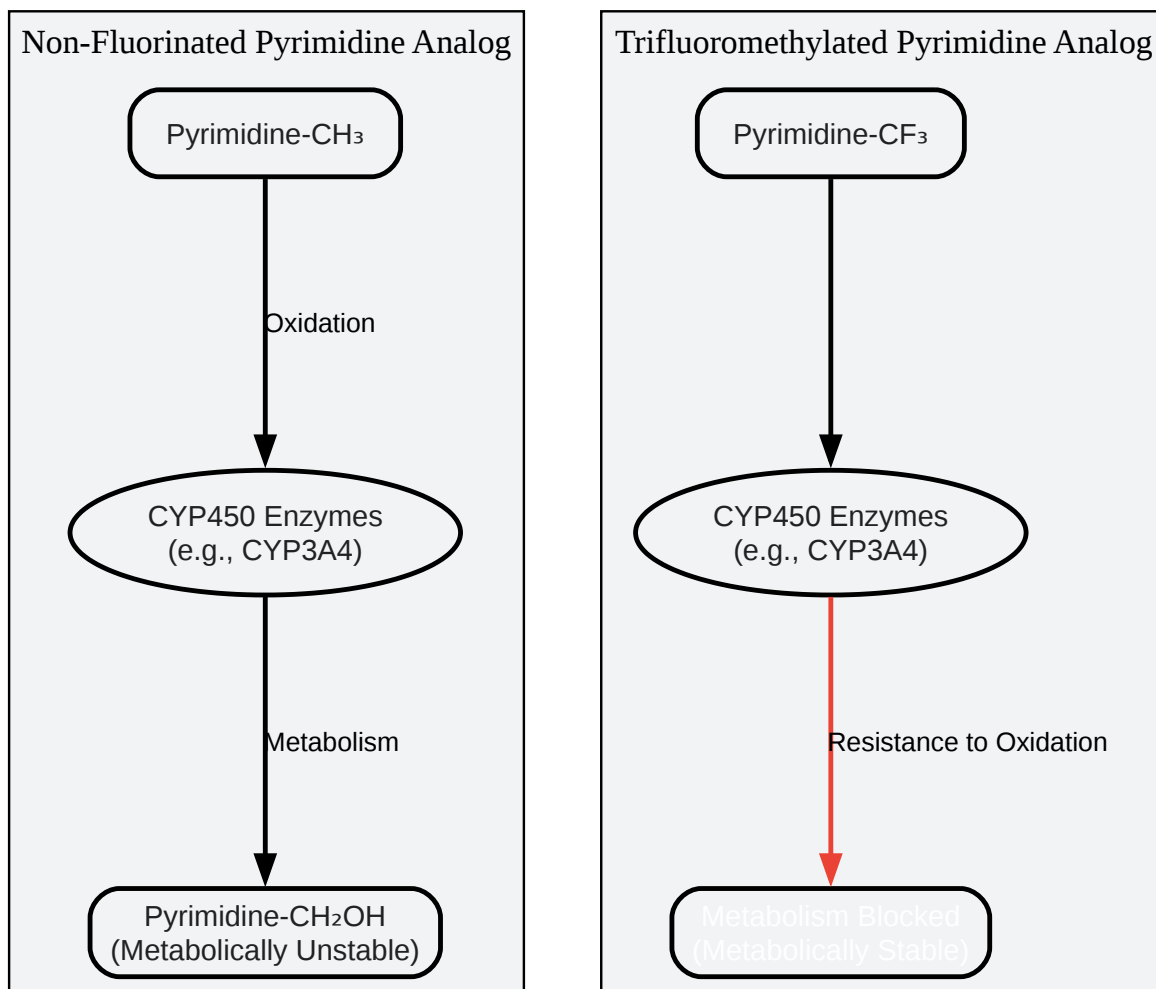 Non-Fluorinated Pyrimidine Analog
Pyrimidine-CH₃
Oxidation
CYP450 Enzymes
(e.g., CYP3A4)
Metabolism
Pyrimidine-CH₂OH
(Metabolically Unstable)
Trifluoromethylated Pyrimidine Analog
Pyrimidine-CF₃
CYP450 Enzymes
(e.g., CYP3A4)
Resistance to Oxidation
Metabolism Blocked
(Metabolically Stable)